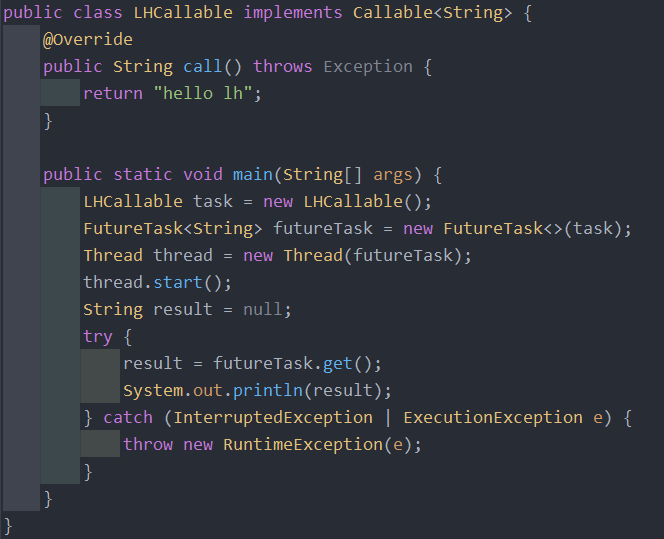 public class LHCallable implements Callable<String> {
    @Override
    public String call() throws Exception {
        return "hello lh";
    }

    public static void main(String[] args) {
        LHCallable task = new LHCallable();
        FutureTask<String> futureTask = new FutureTask<>(task);
        Thread thread = new Thread(futureTask);
        thread.start();
        String result = null;
        try {
            result = futureTask.get();
            System.out.println(result);
        } catch (InterruptedException | ExecutionException e) {
            throw new RuntimeException(e);
        }
    }
}